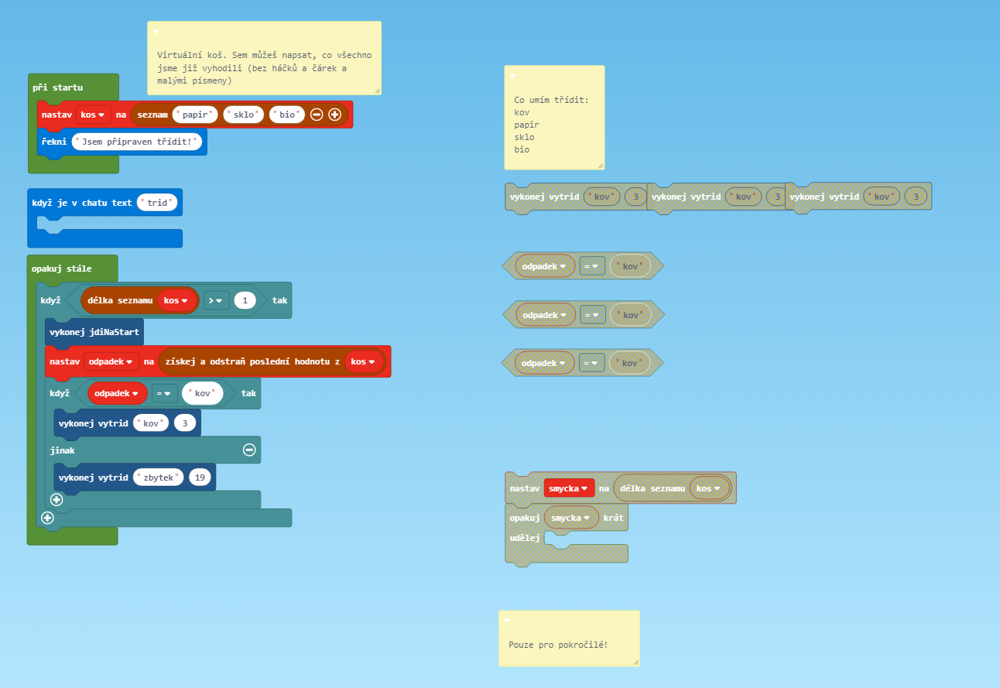 Virtuální koš. Sem můžeš napsat, co všechno
jsme již vyhodili (bez háčků a čárek a
malými písmeny)
při startu
nastav kos na seznam "papir" "sklo" "bio"
řekni "Jsem připraven třídit!"
když je v chatu text "trid"
opakuj stále
když délka seznamu kos > 1 tak
vykonej jdiNaStart
nastav odpadek na získej a odstraň poslední hodnotu z kos
když odpadek = "kov" tak
vykonej vytrid "kov" 3
jinak
vykonej vytrid "zbytek" 19
Co umím třídit:
kov
papir
sklo
bio
vykonej vytrid "kov" 3 vykonej vytrid "kov" 3 vykonej vytrid "kov" 3
odpadek = "kov"
odpadek = "kov"
odpadek = "kov"
nastav smycka na délka seznamu kos
opakuj smycka krát
udělej
Pouze pro pokročilé!